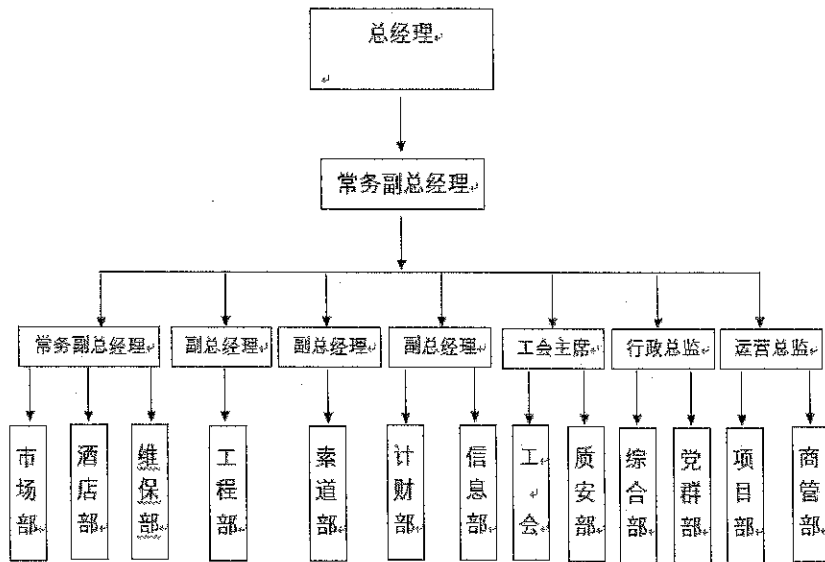 总经理
常务副总经理
常务副总经理
副总经理
副总经理
副总经理
工会主席
行政总监
运营总监
市场部
酒店部
维保部
工程部
索道部
计财部
信息部
工会
质安部
综合部
党群部
项目部
商管部